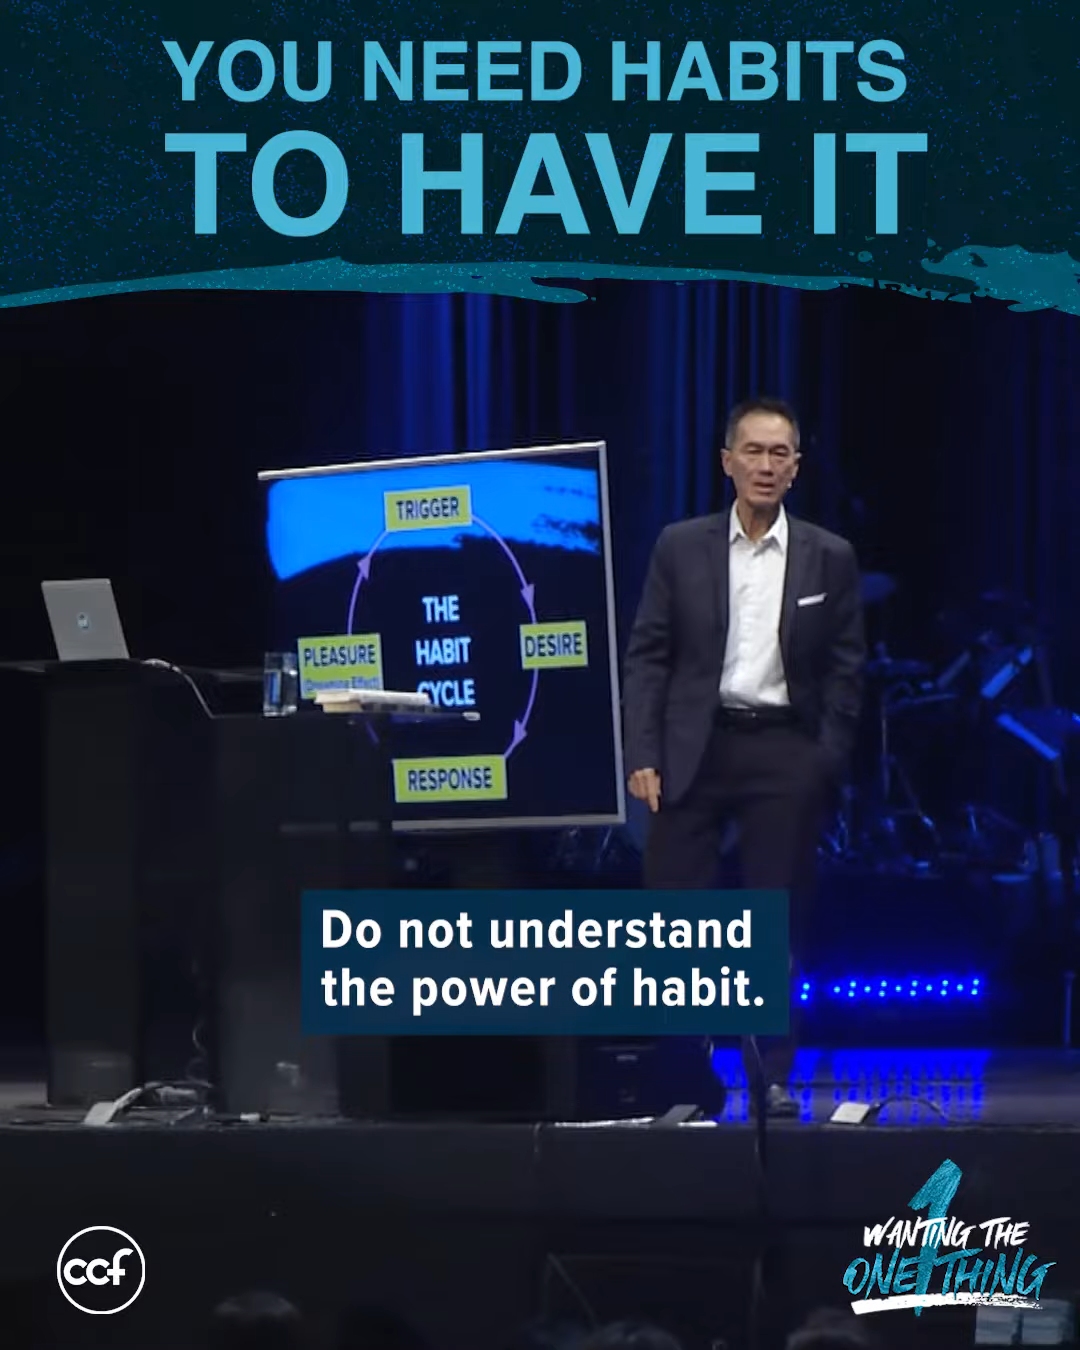 YOU NEED HABITS
TO HAVE IT
TRIGGER
THE
HABIT
CYCLE
DESIRE
PLEASURE
RESPONSE
Do not understand
the power of habit.
ccf
1
WANTING THE
ONE THING